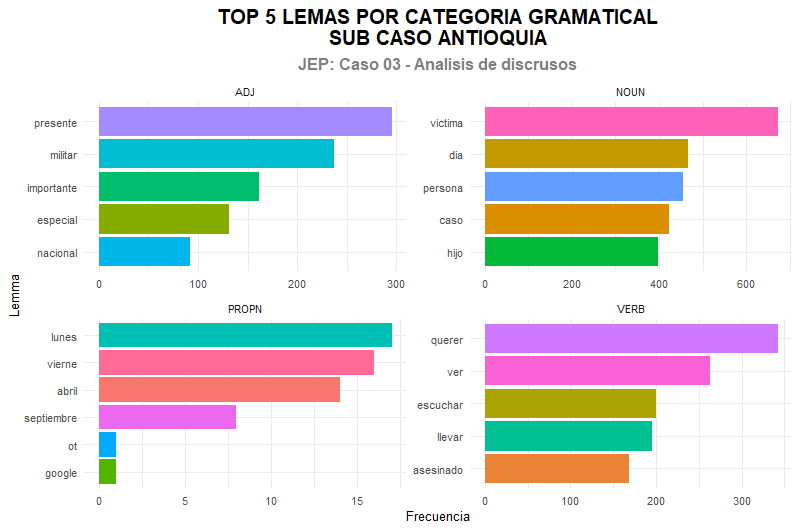 TOP 5 LEMAS POR CATEGORIA GRAMATICAL
SUB CASO ANTIOQUIA
JEP: Caso 03 - Analisis de discrusos
ADJ
presente
militar
importante
especial
nacional
0 100 200 300
NOUN
victima
dia
persona
caso
hijo
0 200 400 600
PROPN
lunes
vierne
abril
septiembre
ot
google
0 5 10 15
VERB
querer
ver
escuchar
llevar
asesinado
0 100 200 300
Lemma
Frecuencia